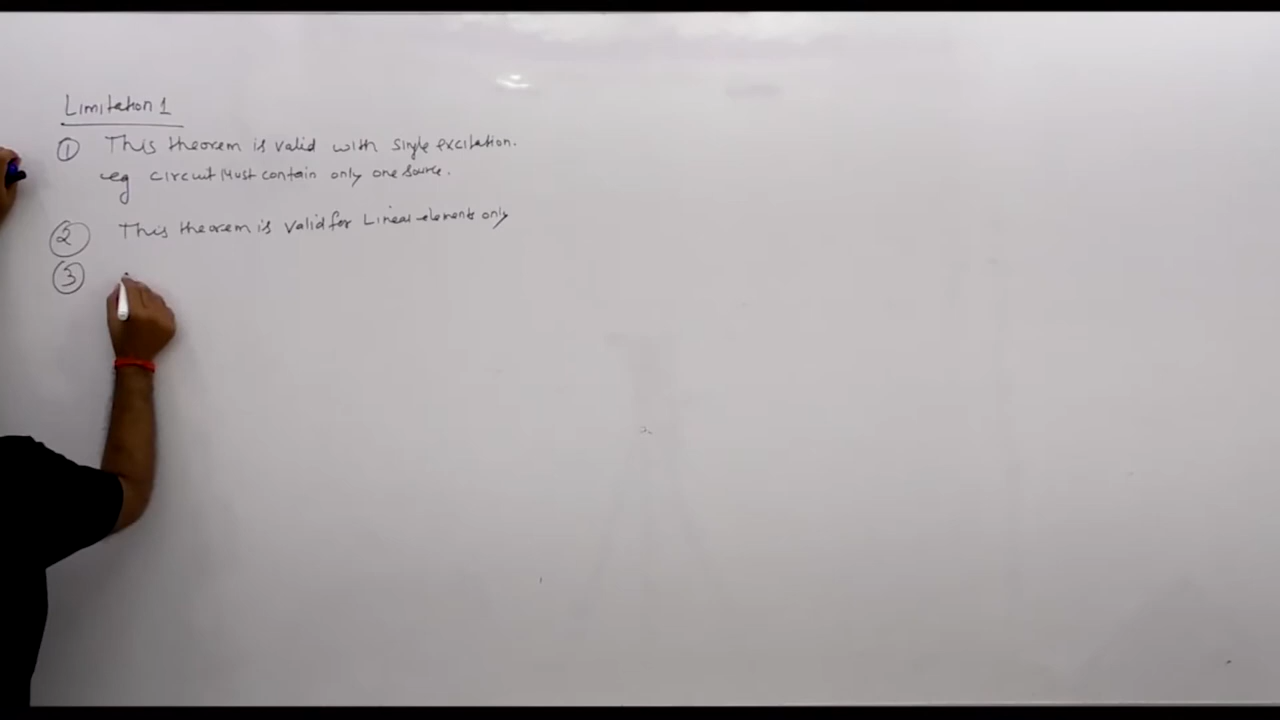 Limitation 1
① This theorem is valid with single excitation.
eg circuit Must contain only one source.
② This theorem is valid for Linear elements only
③